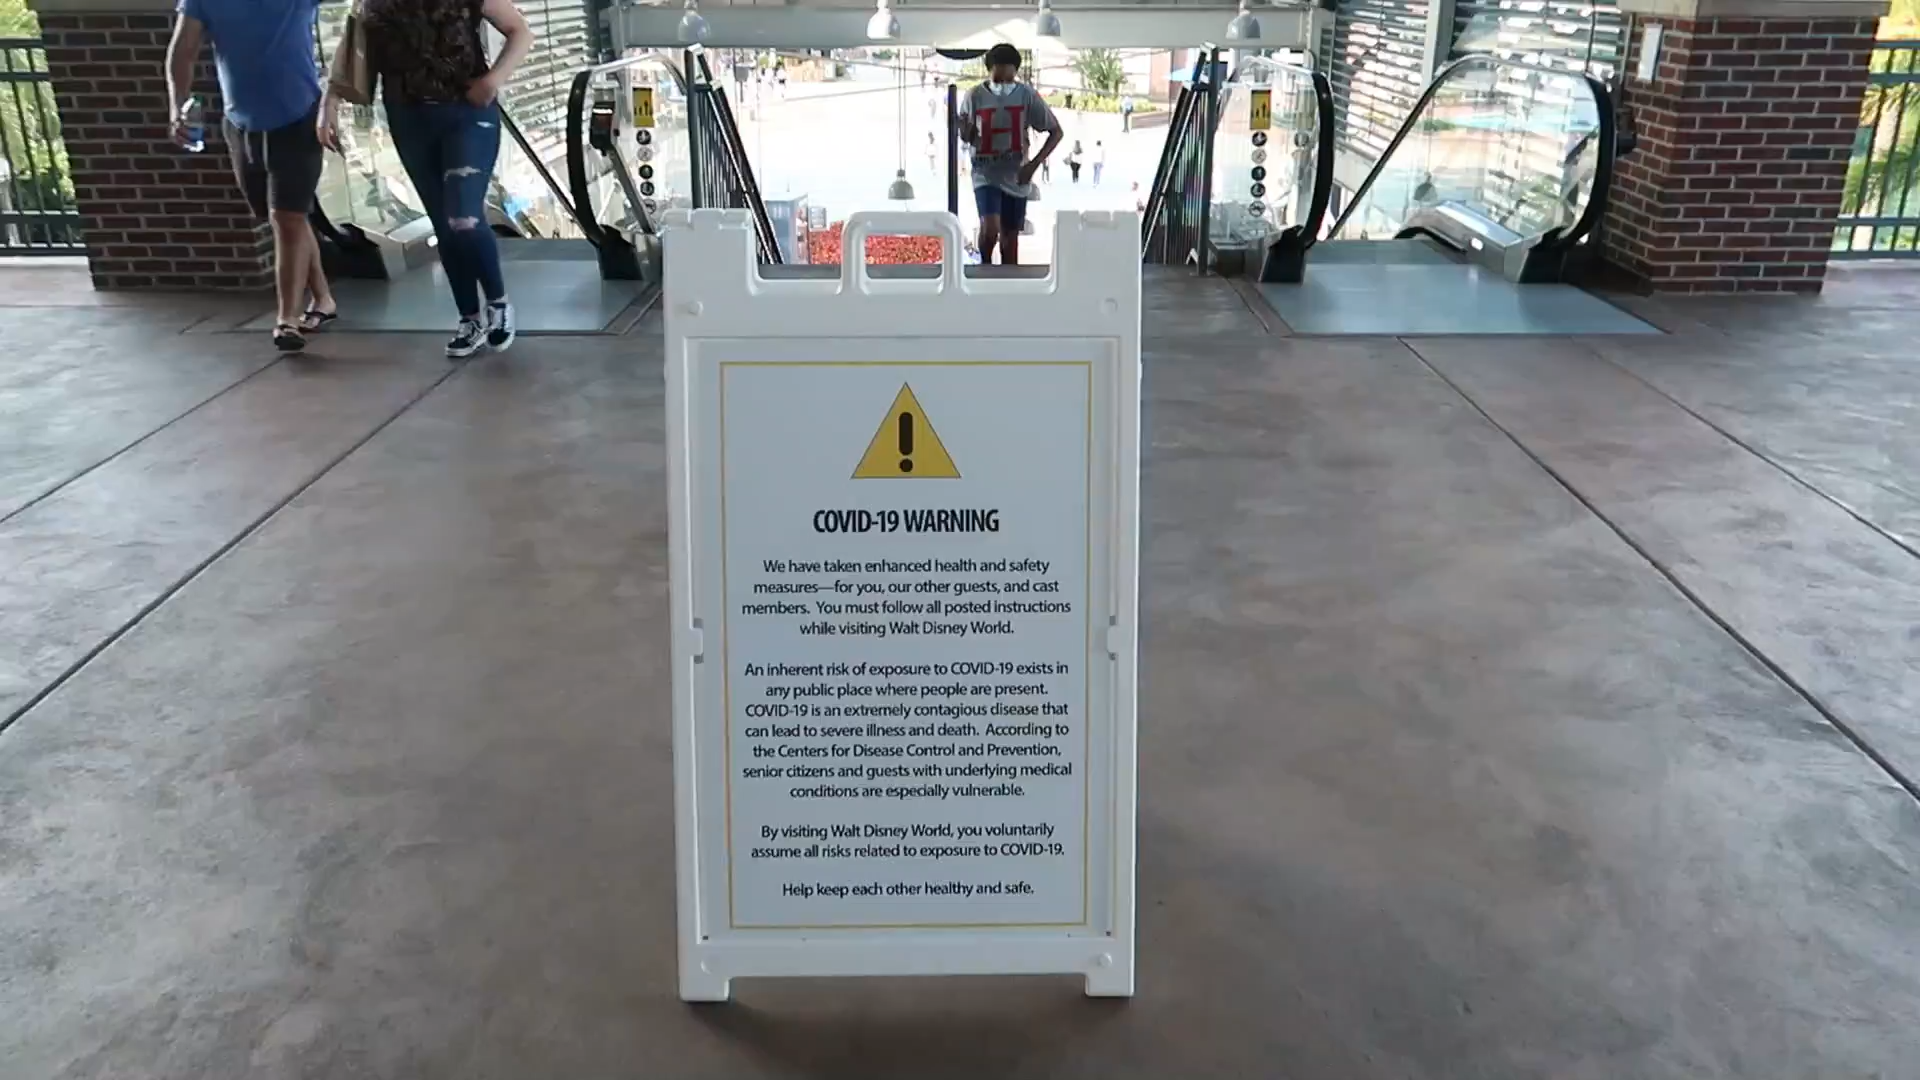 H
COVID-19 WARNING
We have taken enhanced health and safety
measures—for you, our other guests, and cast
members. You must follow all posted instructions
while visiting Walt Disney World.
An inherent risk of exposure to COVID-19 exists in
any public place where people are present.
COVID-19 is an extremely contagious disease that
can lead to severe illness and death. According to
the Centers for Disease Control and Prevention,
senior citizens and guests with underlying medical
conditions are especially vulnerable.
By visiting Walt Disney World, you voluntarily
assume all risks related to exposure to COVID-19.
Help keep each other healthy and safe.